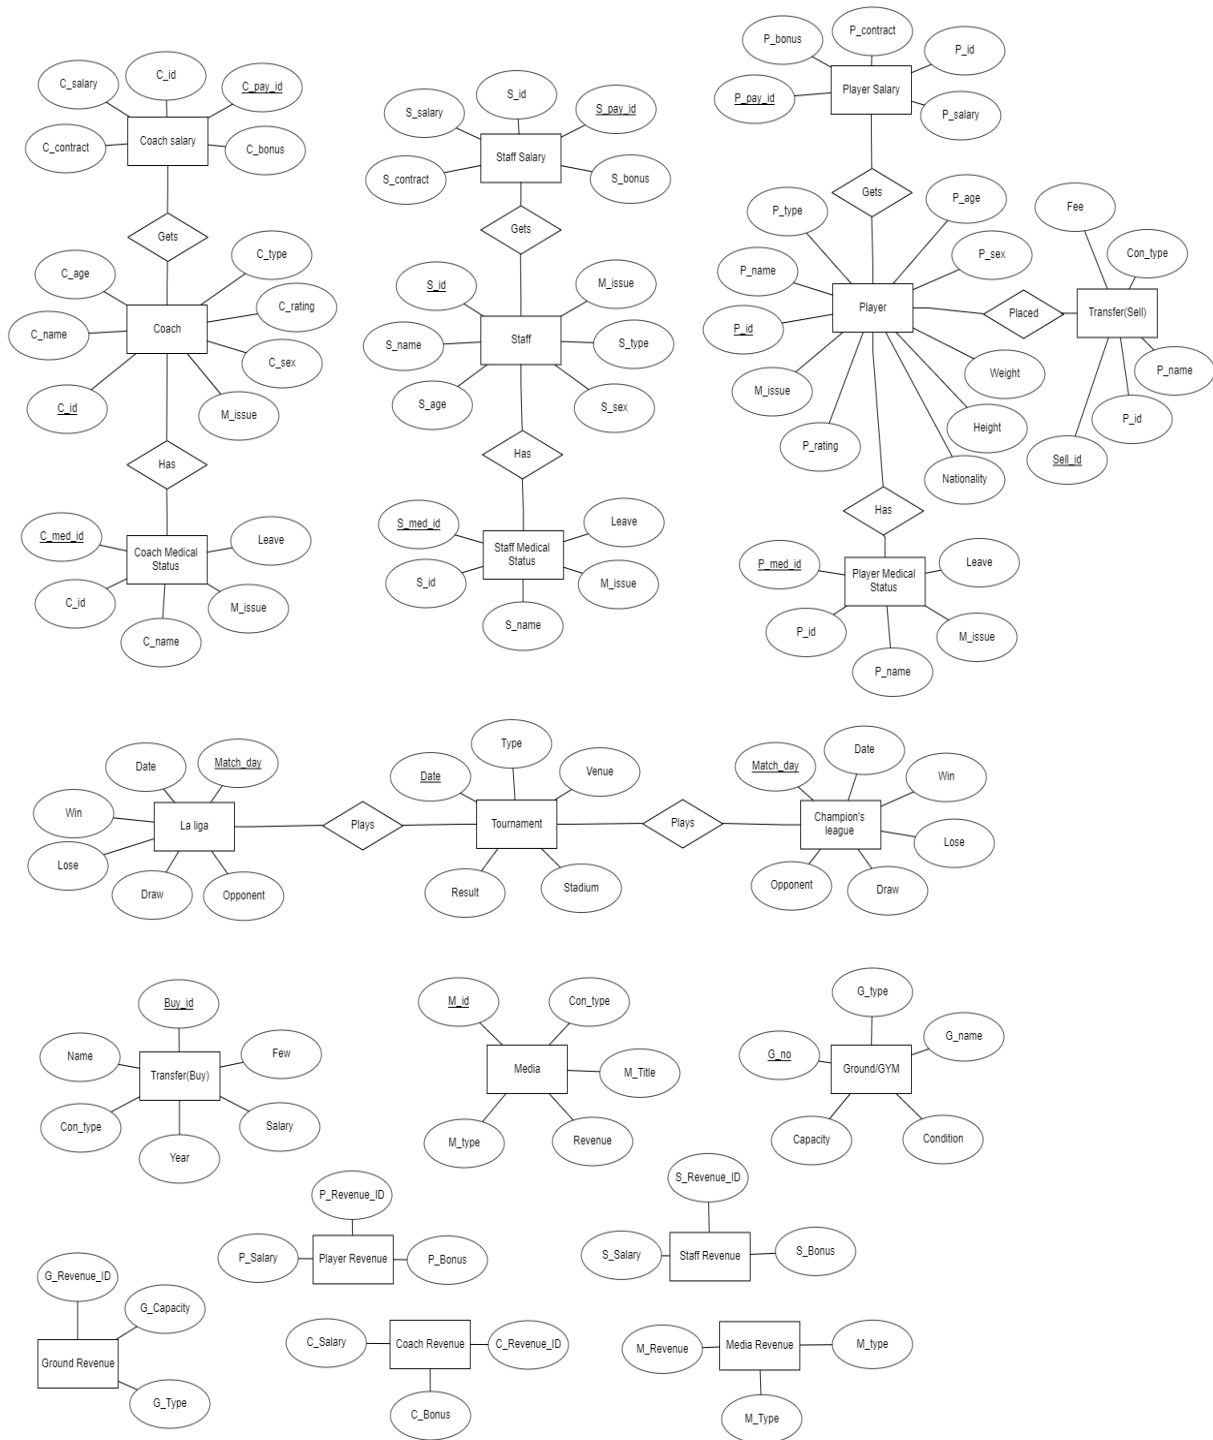 P_contract
P_bonus
P_id
C_id
C_salary
C_pay_id
Player Salary
S_id
P_pay_id
S_salary
S_pay_id
P_salary
Coach salary
C_contract
C_bonus
Staff Salary
S_contract
S_bonus
Gets
P_age
P_type
Fee
Gets
Gets
C_type
Con_type
P_sex
C_age
P_name
S_id
M_issue
C_rating
Player
Placed
Transfer(Sell)
Coach
C_name
P_id
Staff
S_name
S_type
C_sex
P_name
Weight
M_issue
S_age
S_sex
C_id
M_issue
P_id
Height
P_rating
Has
Has
Sell_id
Nationality
Has
Leave
S_med_id
C_med_id
Leave
Coach Medical
Status
Staff Medical
Status
P_med_id
Leave
Player Medical
Status
S_id
M_issue
C_id
M_issue
S_name
P_id
M_issue
C_name
P_name
Type
Date
Date
Match_day
Match_day
Date
Venue
Win
Win
La liga
Plays
Tournament
Plays
Champion's
league
Lose
Lose
Draw
Opponent
Result
Stadium
Opponent
Draw
G_type
Buy_id
M_id
Con_type
G_name
Name
Few
G_no
Transfer(Buy)
Media
M_Title
Ground/GYM
Con_type
Salary
M_type
Revenue
Capacity
Condition
Year
S_Revenue_ID
P_Revenue_ID
P_Salary
Player Revenue
P_Bonus
S_Salary
Staff Revenue
S_Bonus
G_Revenue_ID
G_Capacity
C_Salary
Coach Revenue
C_Revenue_ID
M_Revenue
Media Revenue
M_type
Ground Revenue
G_Type
C_Bonus
M_Type